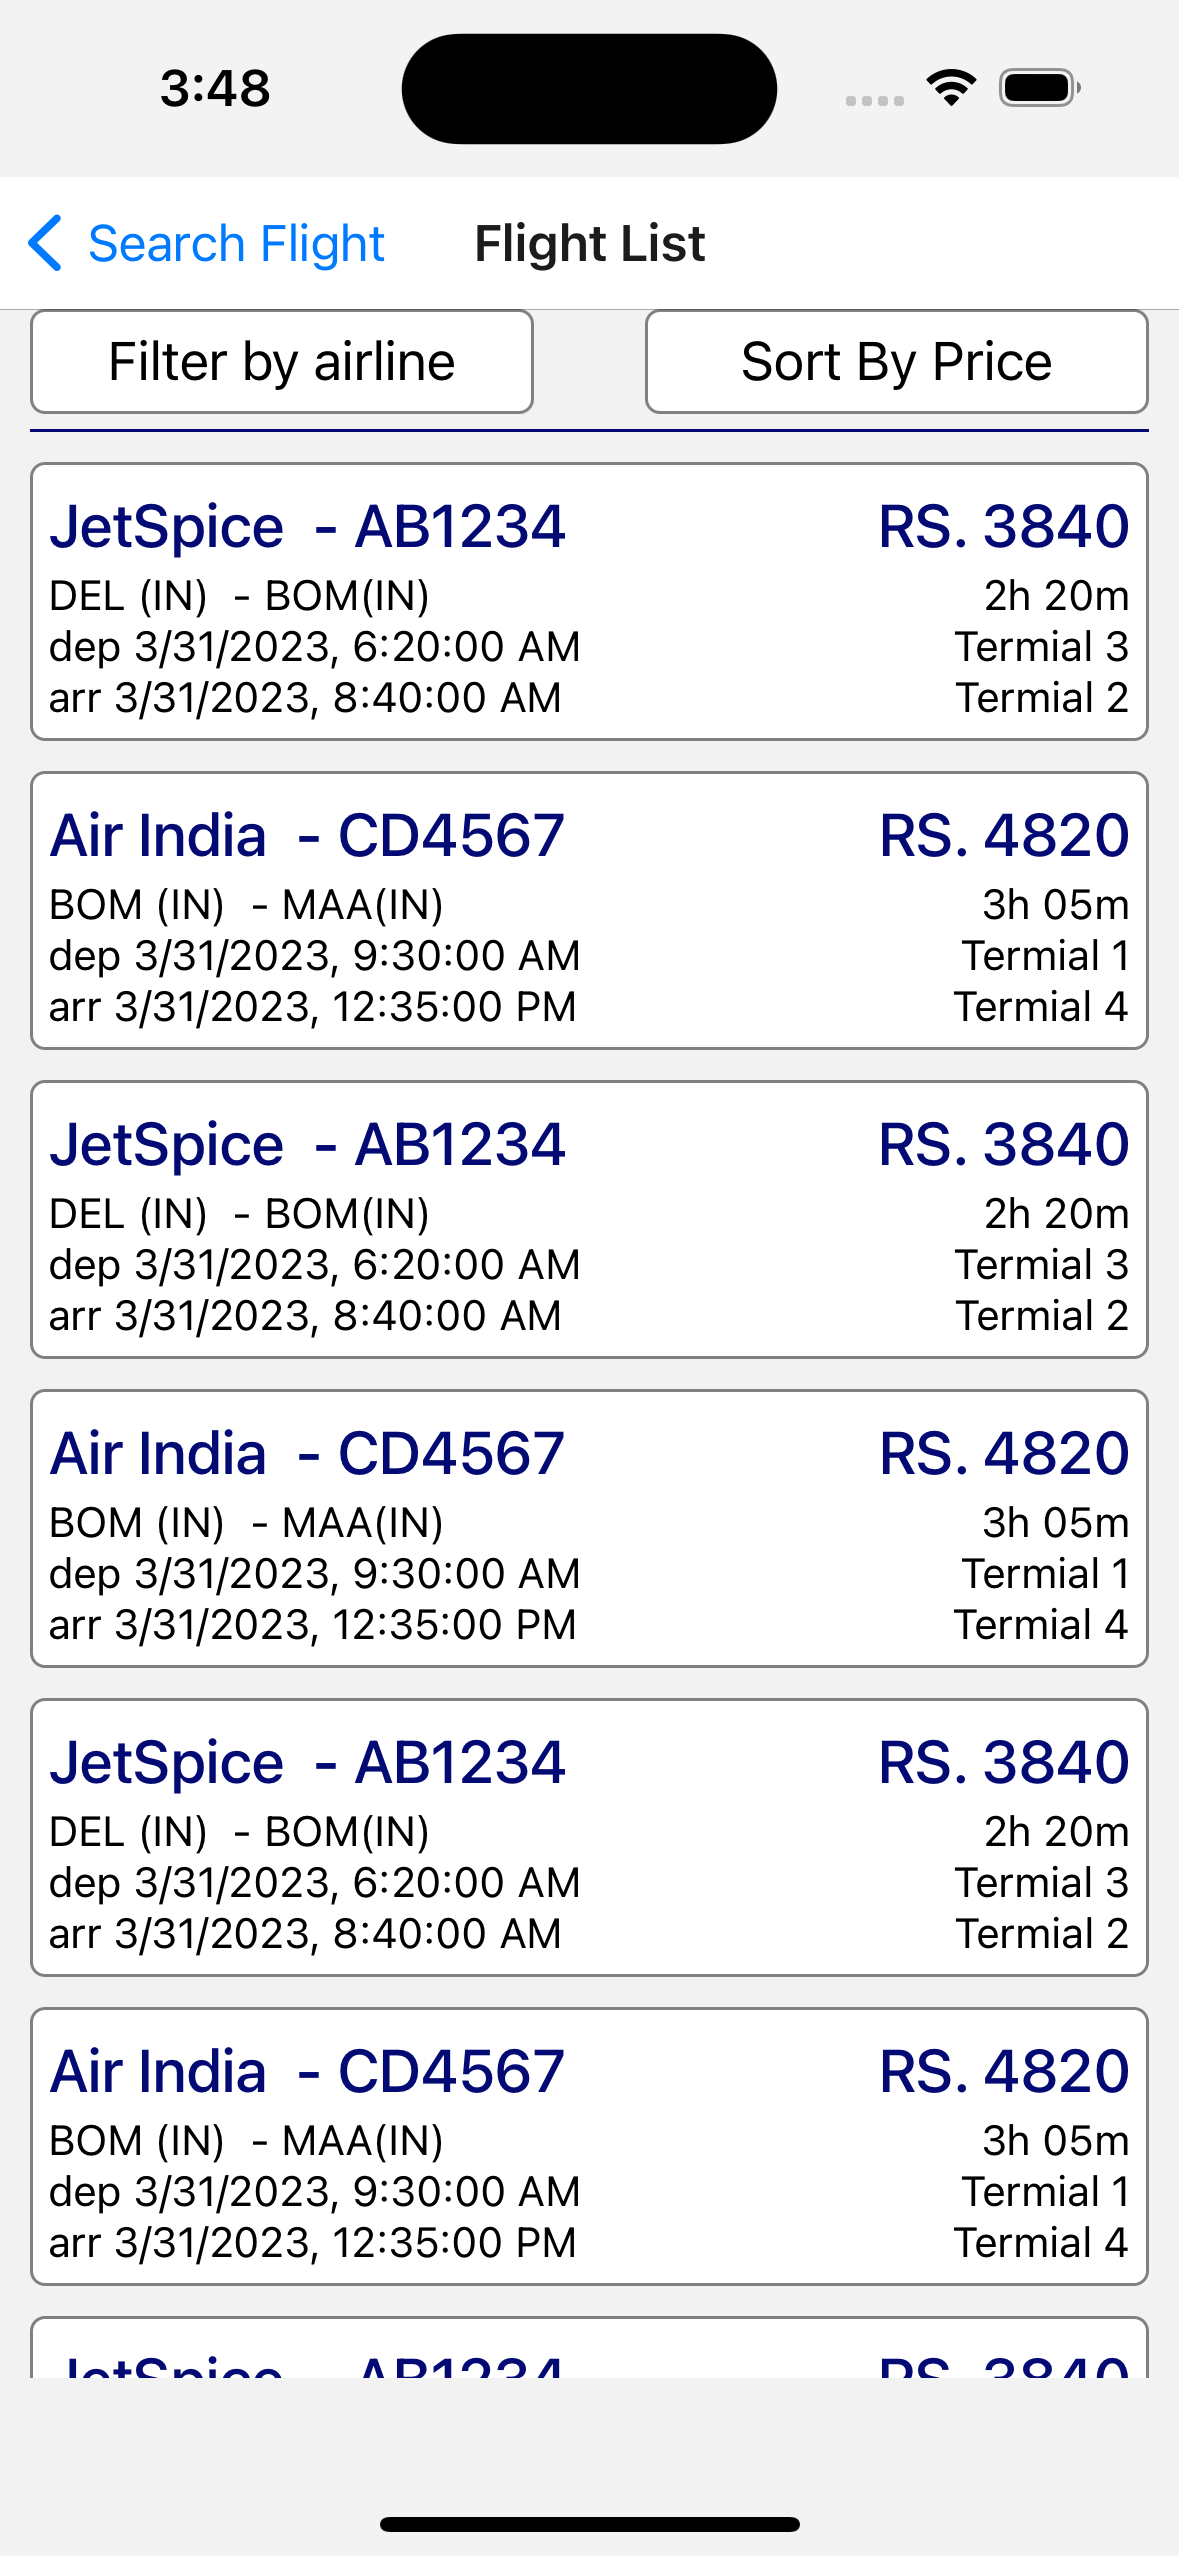 3:48
Search Flight Flight List
Filter by airline Sort By Price
JetSpice - AB1234 RS. 3840
DEL (IN) - BOM(IN) 2h 20m
dep 3/31/2023, 6:20:00 AM Termial 3
arr 3/31/2023, 8:40:00 AM Termial 2
Air India - CD4567 RS. 4820
BOM (IN) - MAA(IN) 3h 05m
dep 3/31/2023, 9:30:00 AM Termial 1
arr 3/31/2023, 12:35:00 PM Termial 4
JetSpice - AB1234 RS. 3840
DEL (IN) - BOM(IN) 2h 20m
dep 3/31/2023, 6:20:00 AM Termial 3
arr 3/31/2023, 8:40:00 AM Termial 2
Air India - CD4567 RS. 4820
BOM (IN) - MAA(IN) 3h 05m
dep 3/31/2023, 9:30:00 AM Termial 1
arr 3/31/2023, 12:35:00 PM Termial 4
JetSpice - AB1234 RS. 3840
DEL (IN) - BOM(IN) 2h 20m
dep 3/31/2023, 6:20:00 AM Termial 3
arr 3/31/2023, 8:40:00 AM Termial 2
Air India - CD4567 RS. 4820
BOM (IN) - MAA(IN) 3h 05m
dep 3/31/2023, 9:30:00 AM Termial 1
arr 3/31/2023, 12:35:00 PM Termial 4
JetSpice AB1234 RS. 3840